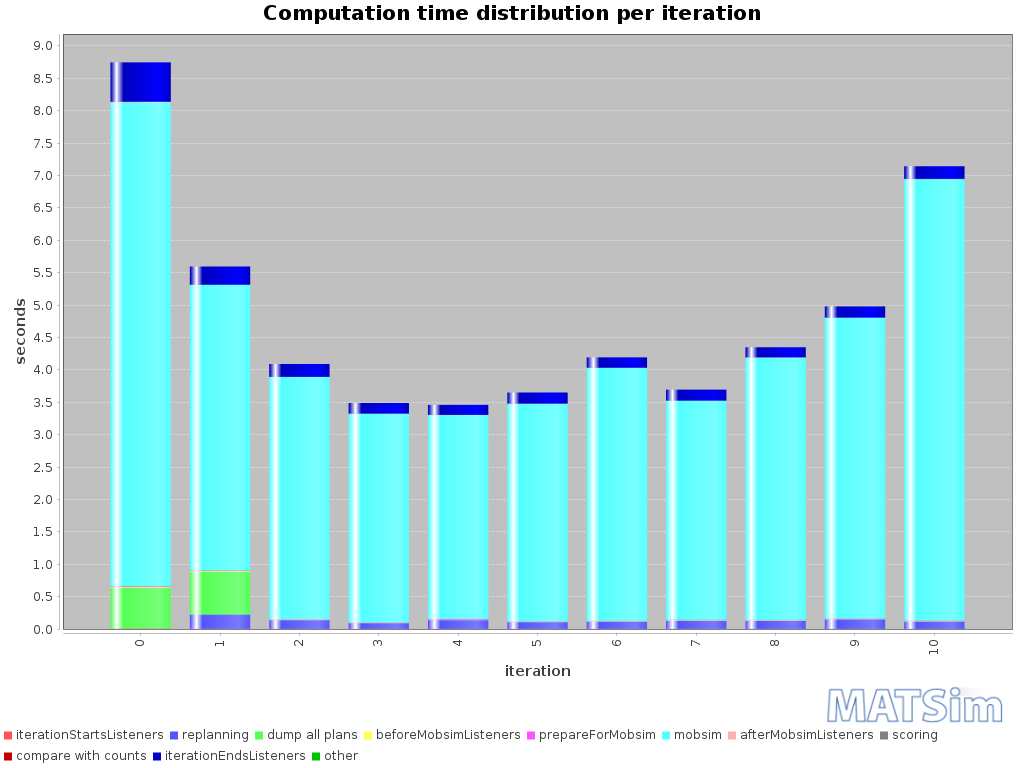 Computation time distribution per iteration
9.0
8.5
8.0
7.5
7.0
6.5
6.0
5.5
5.0
4.5
4.0
3.5
3.0
2.5
2.0
1.5
1.0
0.5
0.0
seconds
0 1 2 3 4 5 6 7 8 9 10
iteration
MATSim
iterationStartsListeners replanning dump all plans beforeMobsimListeners prepareForMobsim mobsim afterMobsimListeners scoring
compare with counts iterationEndsListeners other